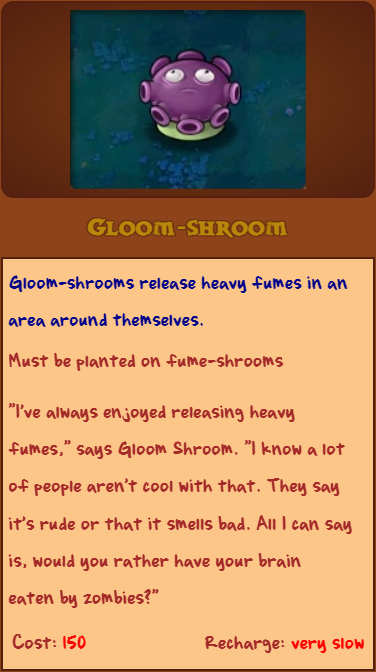 Gloom-shroom
Gloom-shrooms release heavy fumes in an
area around themselves.
Must be planted on fume-shrooms
"I've always enjoyed releasing heavy
fumes," says Gloom Shroom. "I know a lot
of people aren't cool with that. They say
it's rude or that it smells bad. All I can say
is, would you rather have your brain
eaten by zombies?"
Cost: 150 Recharge: very slow